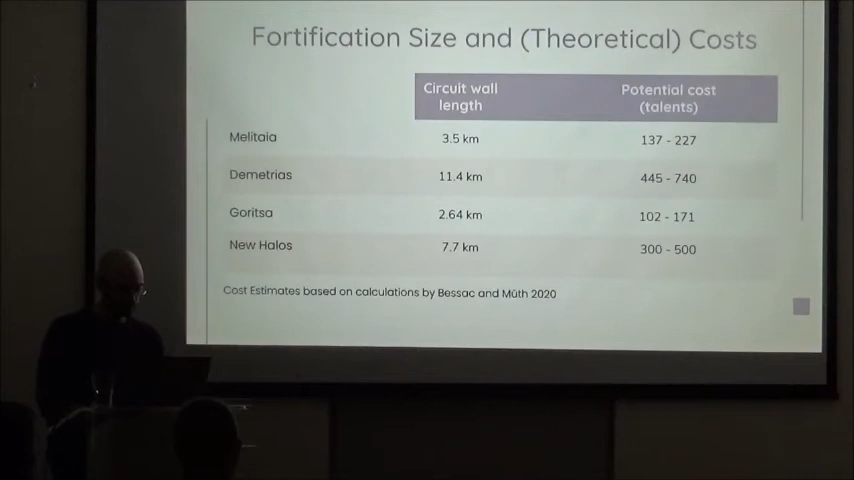 Fortification Size and (Theoretical) Costs
Circuit wall length
Potential cost (talents)
Melitaia 3.5 km 137 - 227
Demetrias 11.4 km 445 - 740
Goritsa 2.64 km 102 - 171
New Halos 7.7 km 300 - 500
Cost Estimates based on calculations by Bessac and Müth 2020